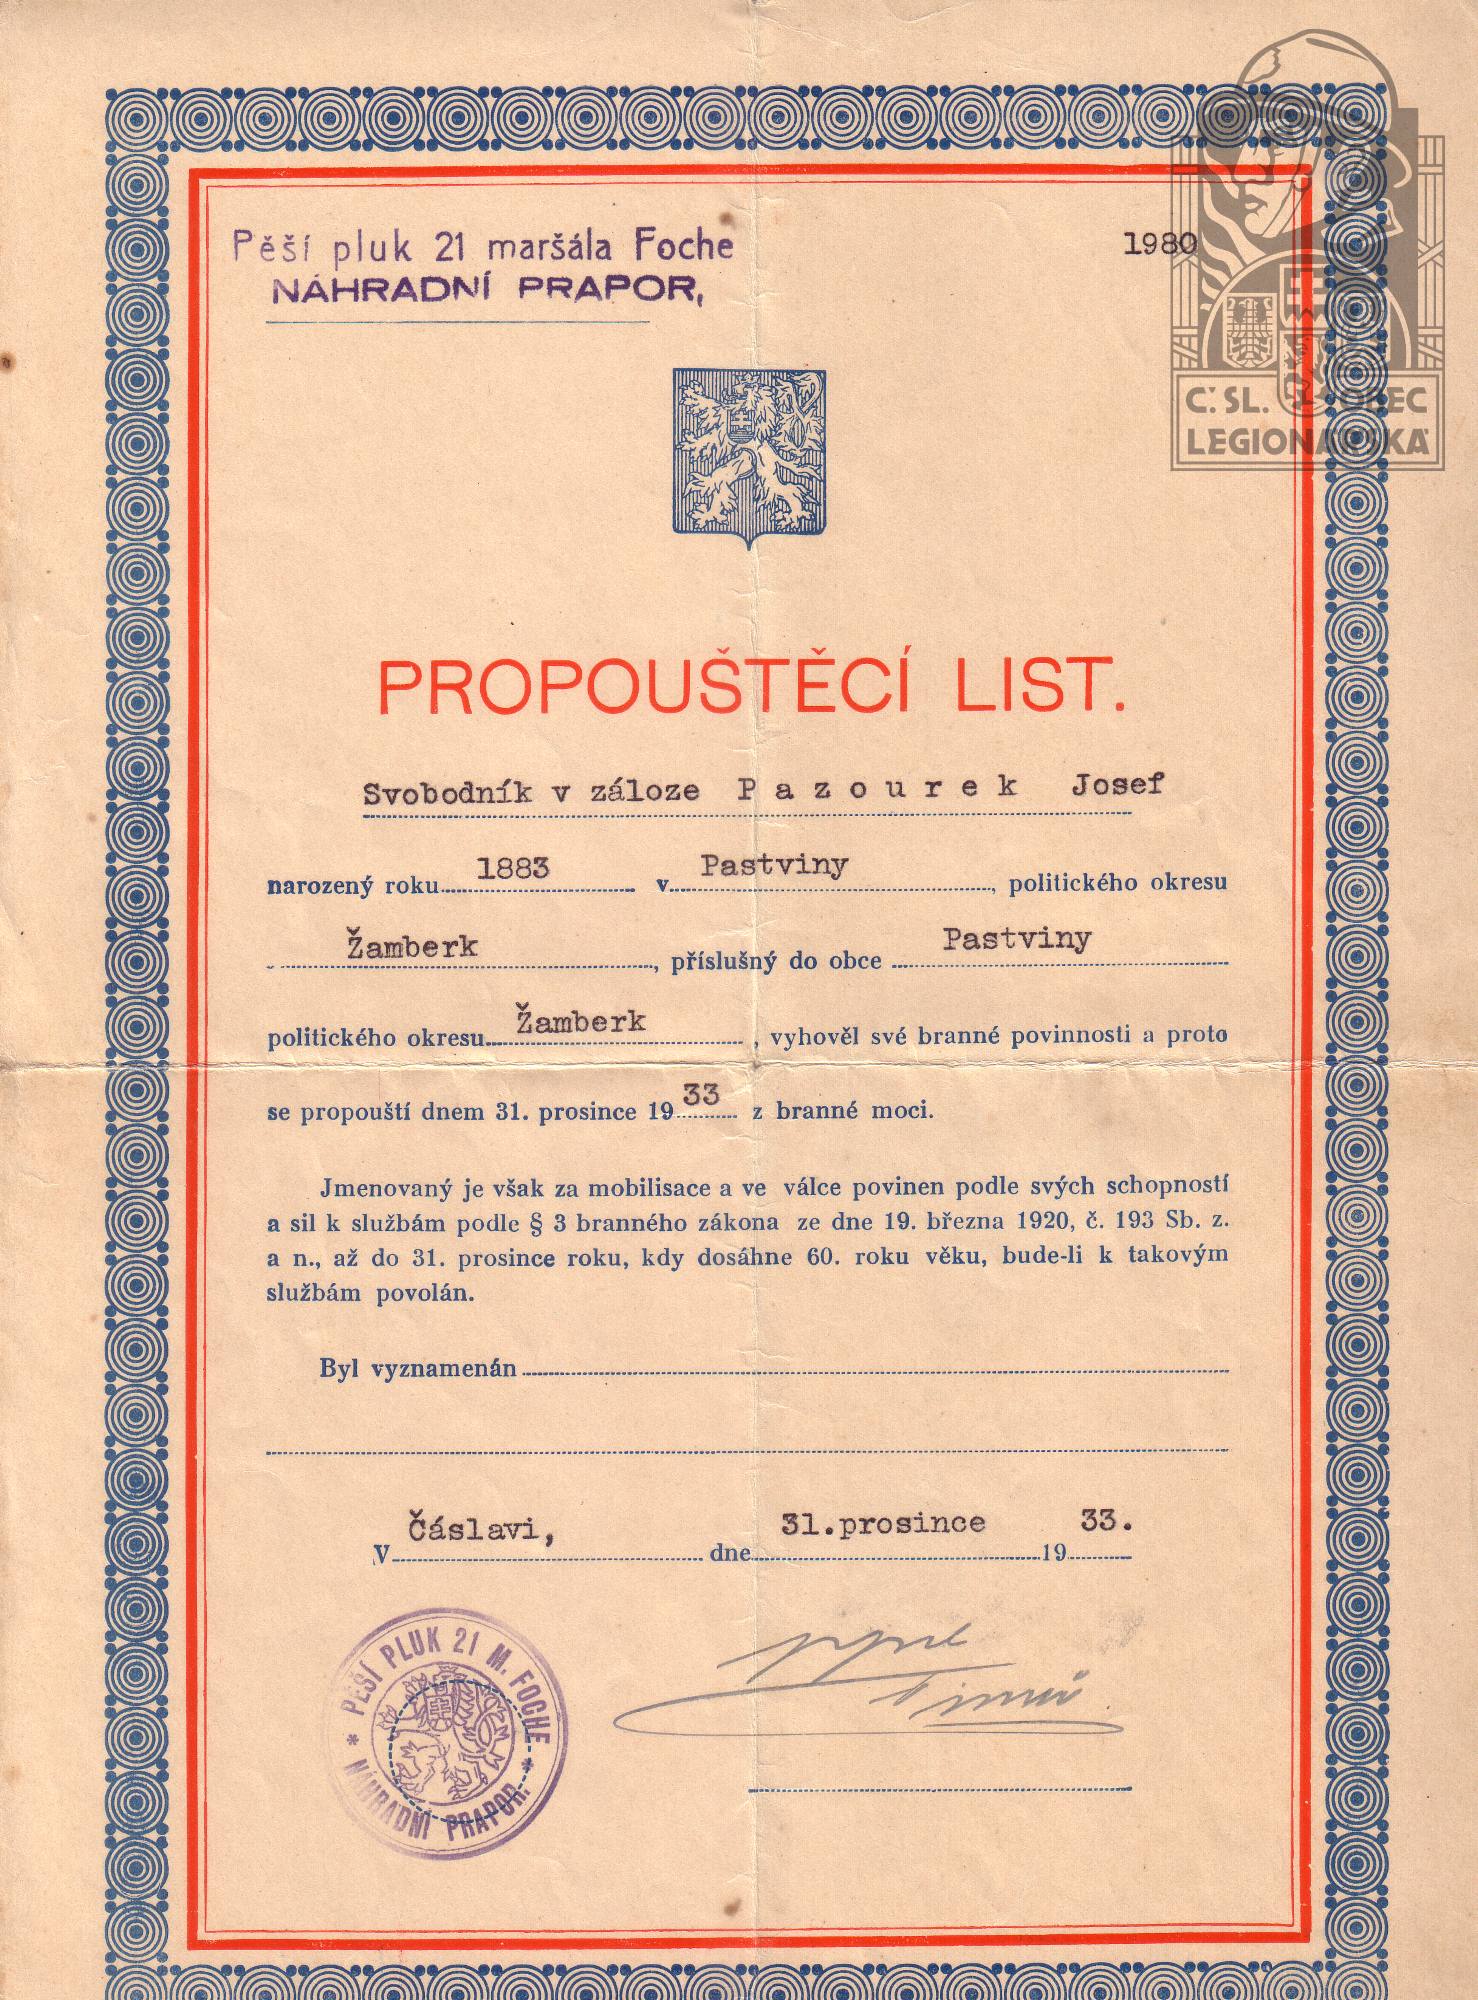 Pěší pluk 21 maršála Foche
NÁHRADNÍ PRAPOR,
1980
Č.SL. OBEC
LEGIONÁŘSKÁ
PROPOUŠTĚCÍ LIST.
Svobodník v záloze Pazourek Josef
narozený roku 1883 v Pastviny, politického okresu
Žamberk, příslušný do obce Pastviny
politického okresu Žamberk, vyhověl své branné povinnosti a proto
se propouští dnem 31. prosince 1933 z branné moci.
Jmenovaný je však za mobilisace a ve válce povinen podle svých schopností
a sil k službám podle § 3 branného zákona ze dne 19. března 1920, č. 193 Sb. z.
a n., až do 31. prosince roku, kdy dosáhne 60. roku věku, bude-li k takovým
službám povolán.
Byl vyznamenán
V Čáslavi, dne 31.prosince 1933.
* PĚŠÍ PLUK 21 M. FOCHE *
NÁHRADNÍ PRAPOR.